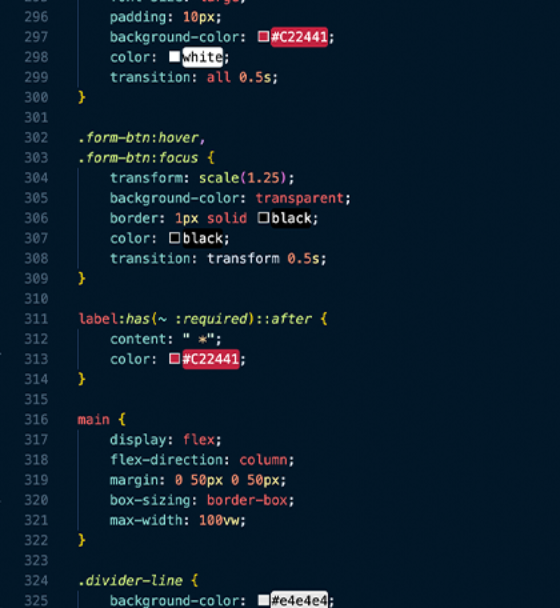 295 font-size: large;
296 padding: 10px;
297 background-color: #C22441;
298 color: white;
299 transition: all 0.5s;
300 }
301
302 .form-btn:hover,
303 .form-btn:focus {
304 transform: scale(1.25);
305 background-color: transparent;
306 border: 1px solid black;
307 color: black;
308 transition: transform 0.5s;
309 }
310
311 label:has(~ :required)::after {
312 content: " *";
313 color: #C22441;
314 }
315
316 main {
317 display: flex;
318 flex-direction: column;
319 margin: 0 50px 0 50px;
320 box-sizing: border-box;
321 max-width: 100vw;
322 }
323
324 .divider-line {
325 background-color: #e4e4e4;